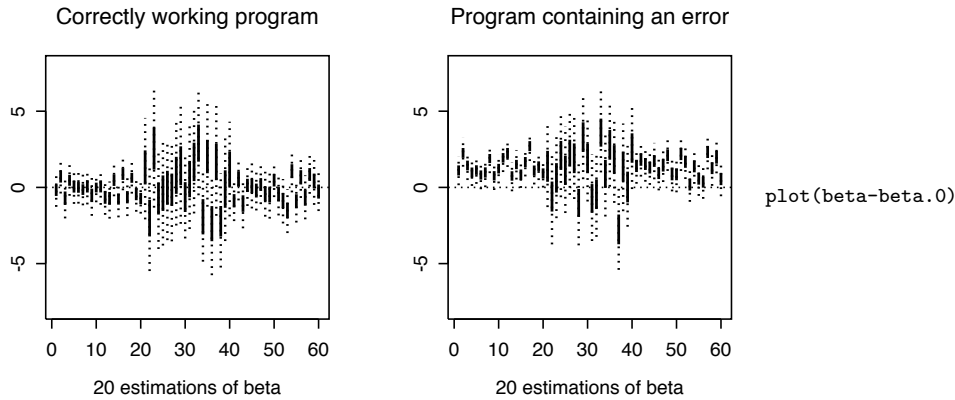 Correctly working program
Program containing an error
5
0
-5
0 10 20 30 40 50 60
20 estimations of beta
5
0
-5
0 10 20 30 40 50 60
20 estimations of beta
plot(beta-beta.0)